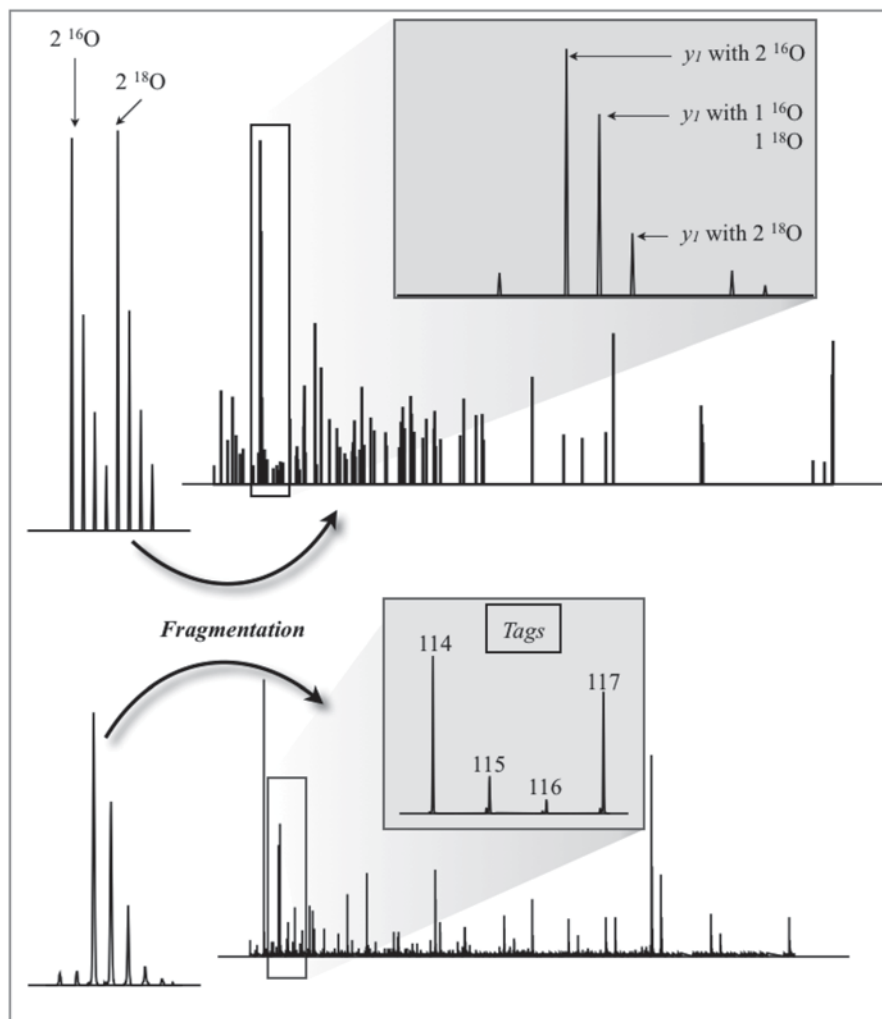 2 ¹⁶O
2 ¹⁸O
y₁ with 2 ¹⁶O
y₁ with 1 ¹⁶O
1 ¹⁸O
y₁ with 2 ¹⁸O
Fragmentation
Tags
114
117
115
116